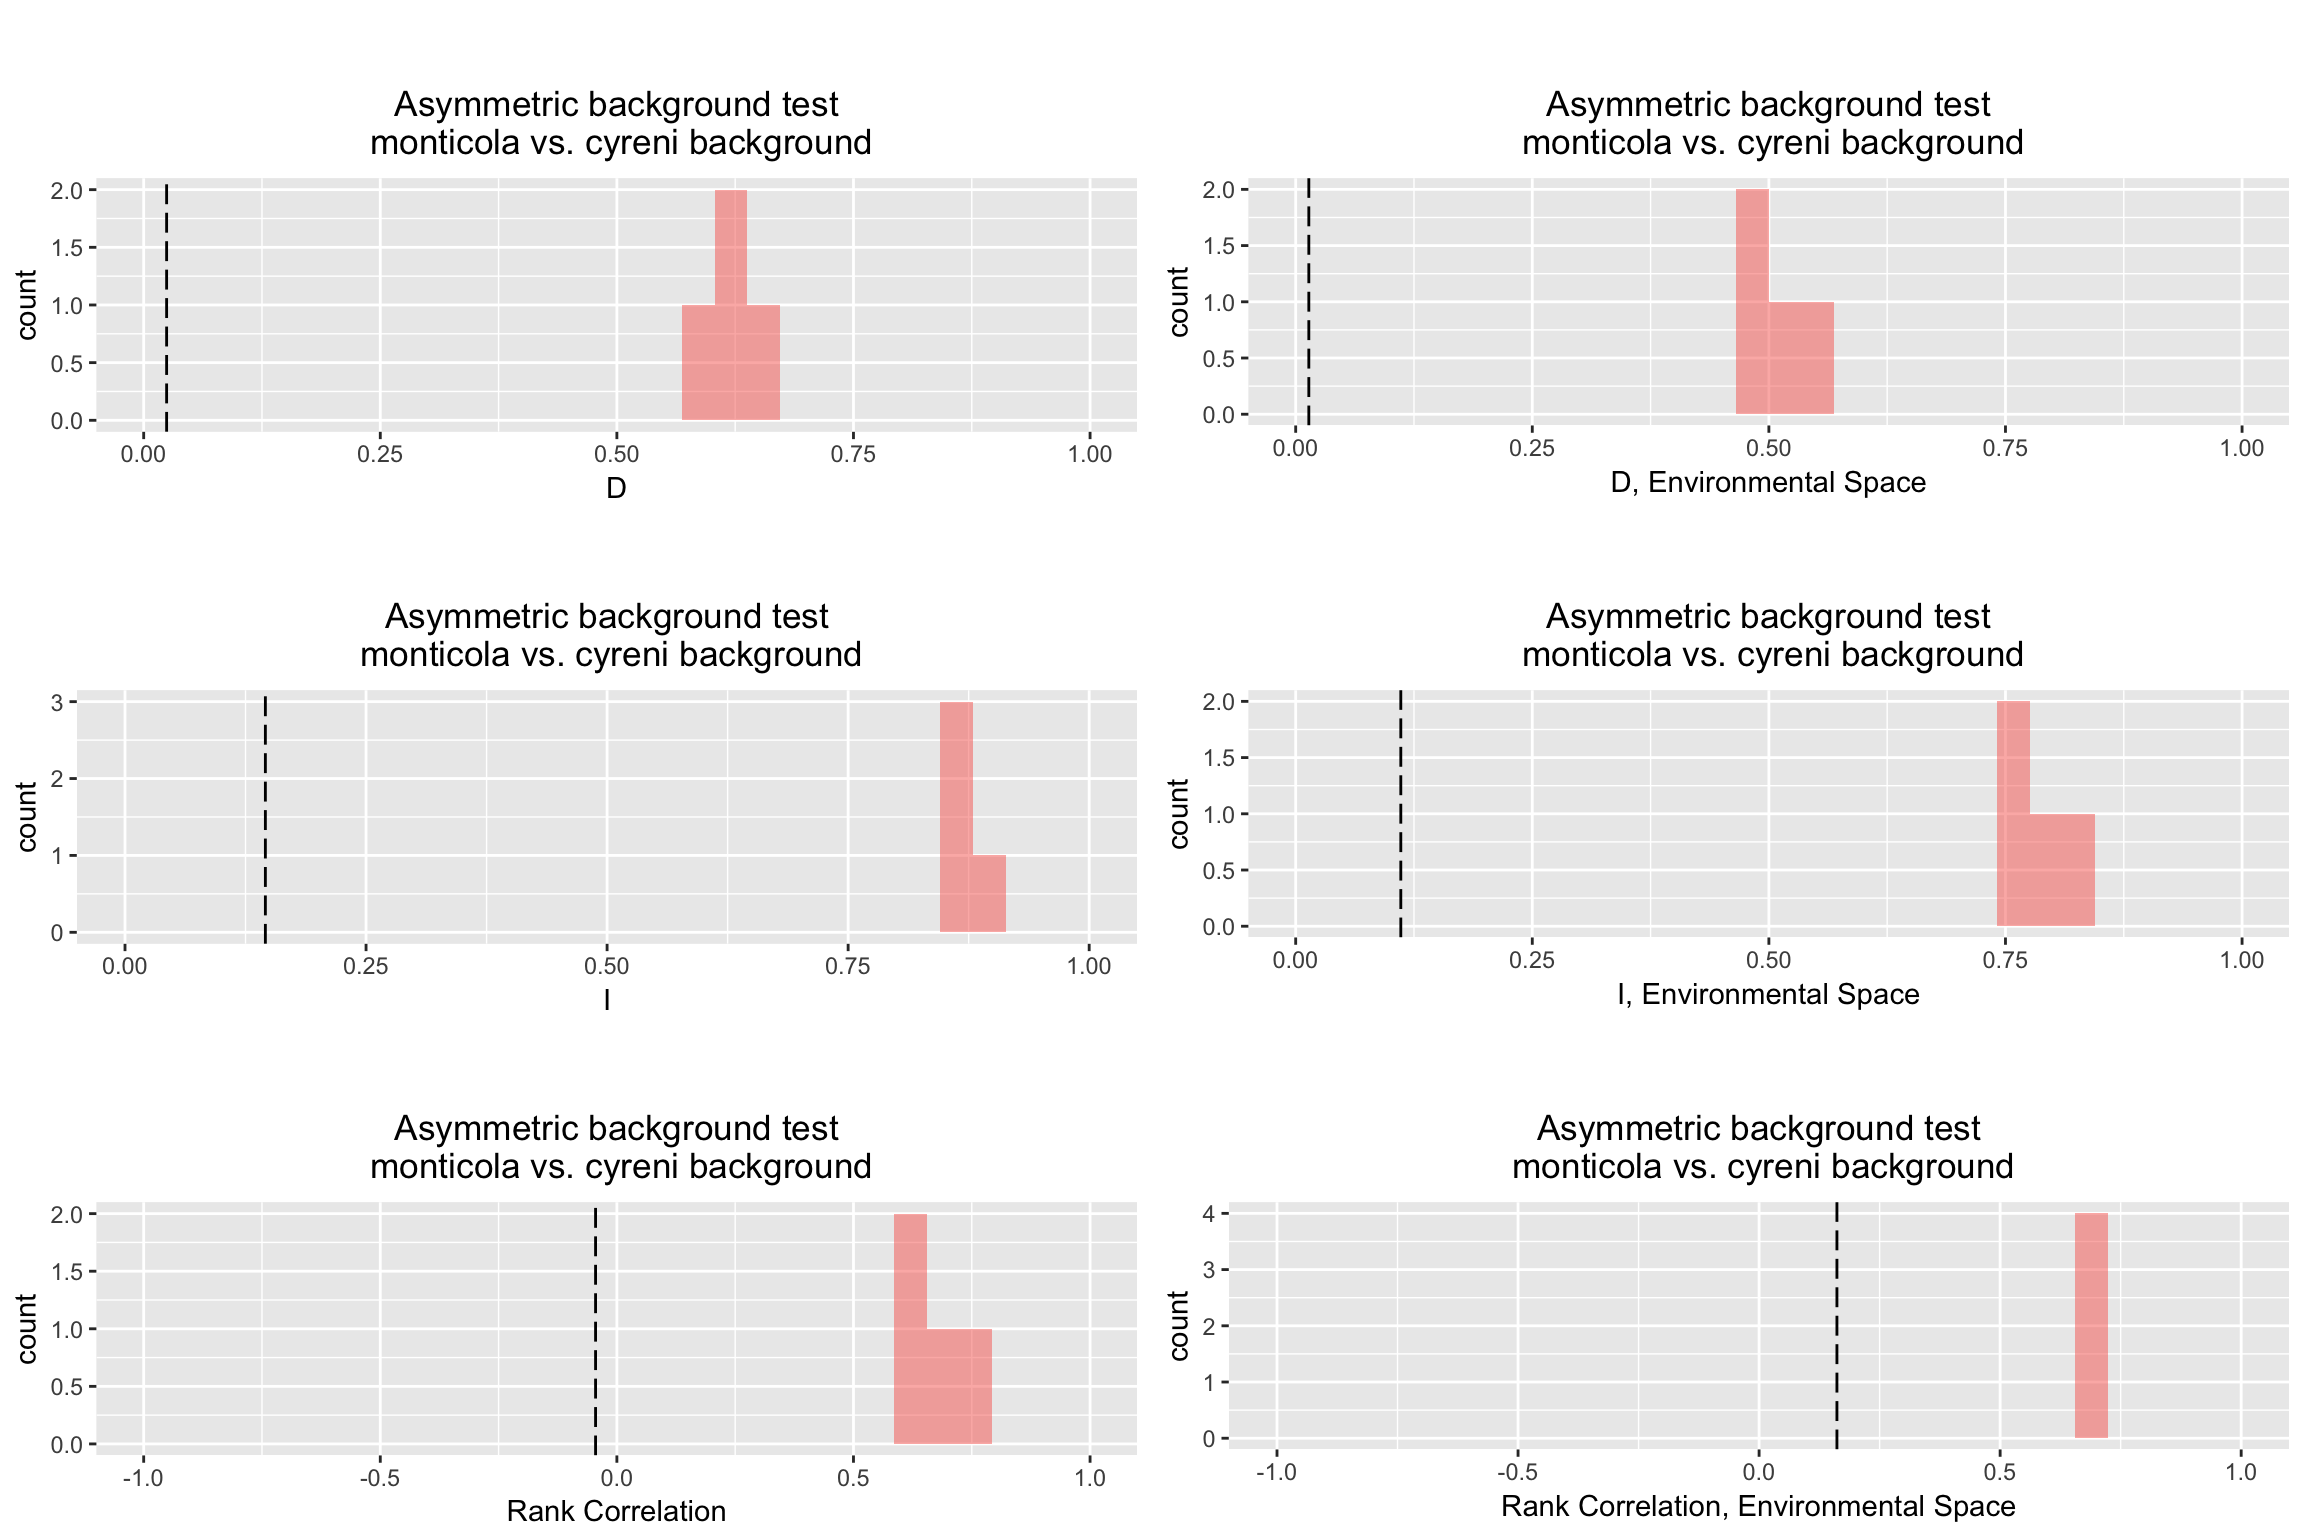 Asymmetric background test
monticola vs. cyreni background
count
2.0
1.5
1.0
0.5
0.0
0.00 0.25 0.50 0.75 1.00
D
Asymmetric background test
monticola vs. cyreni background
count
2.0
1.5
1.0
0.5
0.0
0.00 0.25 0.50 0.75 1.00
D, Environmental Space
Asymmetric background test
monticola vs. cyreni background
count
3
2
1
0
0.00 0.25 0.50 0.75 1.00
I
Asymmetric background test
monticola vs. cyreni background
count
2.0
1.5
1.0
0.5
0.0
0.00 0.25 0.50 0.75 1.00
I, Environmental Space
Asymmetric background test
monticola vs. cyreni background
count
2.0
1.5
1.0
0.5
0.0
-1.0 -0.5 0.0 0.5 1.0
Rank Correlation
Asymmetric background test
monticola vs. cyreni background
count
4
3
2
1
0
-1.0 -0.5 0.0 0.5 1.0
Rank Correlation, Environmental Space